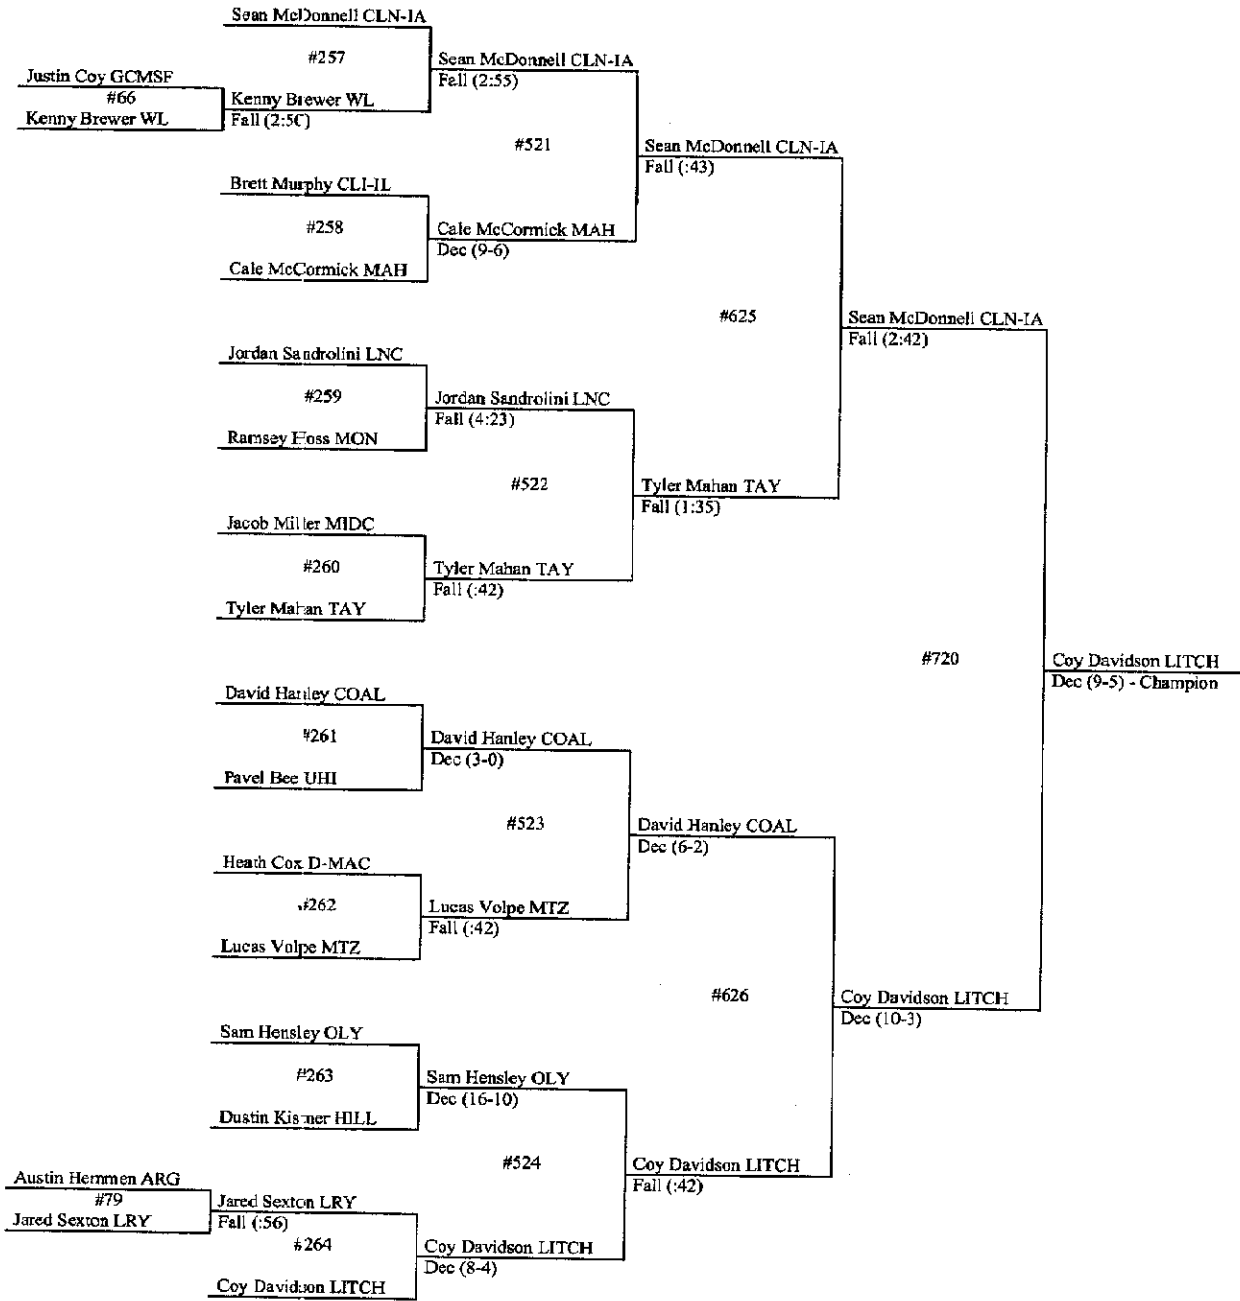 Sean McDonnell CLN-IA
#257
Sean McDonnell CLN-IA
Fall (2:55)
Justin Coy GCMSF
#66
Kenny Brewer WL
Kenny Brewer WL
Fall (2:50)
#521
Sean McDonnell CLN-IA
Fall (:43)
Brett Murphy CLI-IL
#258
Cale McCormick MAH
Dec (9-6)
Cale McCormick MAH
#625
Sean McDonnell CLN-IA
Fall (2:42)
Jordan Sandrolini LNC
#259
Jordan Sandrolini LNC
Fall (4:23)
Ramsey Hoss MON
#522
Tyler Mahan TAY
Fall (1:35)
Jacob Miller MIDC
#260
Tyler Mahan TAY
Fall (:42)
Tyler Mahan TAY
#720
Coy Davidson LITCH
Dec (9-5) - Champion
David Hanley COAL
#261
David Hanley COAL
Dec (3-0)
Pavel Bee UHI
#523
David Hanley COAL
Dec (6-2)
Heath Cox D-MAC
#262
Lucas Volpe MTZ
Fall (:42)
Lucas Volpe MTZ
#626
Coy Davidson LITCH
Dec (10-3)
Sam Hensley OLY
#263
Sam Hensley OLY
Dec (16-10)
Dustin Kismer HILL
#524
Coy Davidson LITCH
Fall (:42)
Austin Hemmen ARG
#79
Jared Sexton LRY
Jared Sexton LRY
Fall (:56)
#264
Coy Davidson LITCH
Dec (8-4)
Coy Davidson LITCH